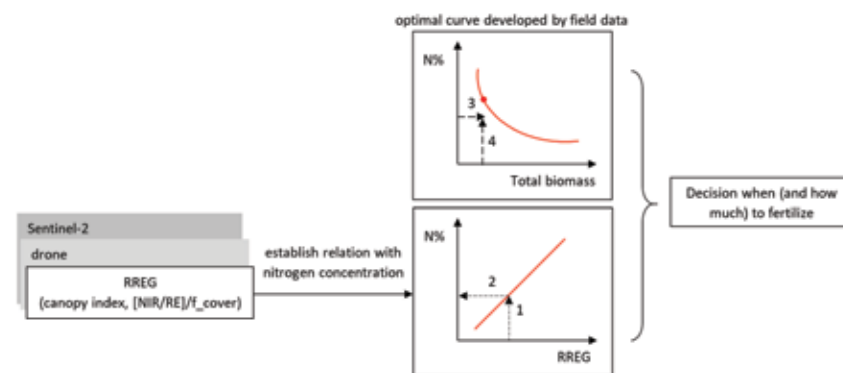 optimal curve developed by field data
N%
3
4
Total biomass
Decision when (and how
much) to fertilize
Sentinel-2
drone
RREG
(canopy index, [NIR/RE]/f_cover)
establish relation with
nitrogen concentration
N%
2
1
RREG